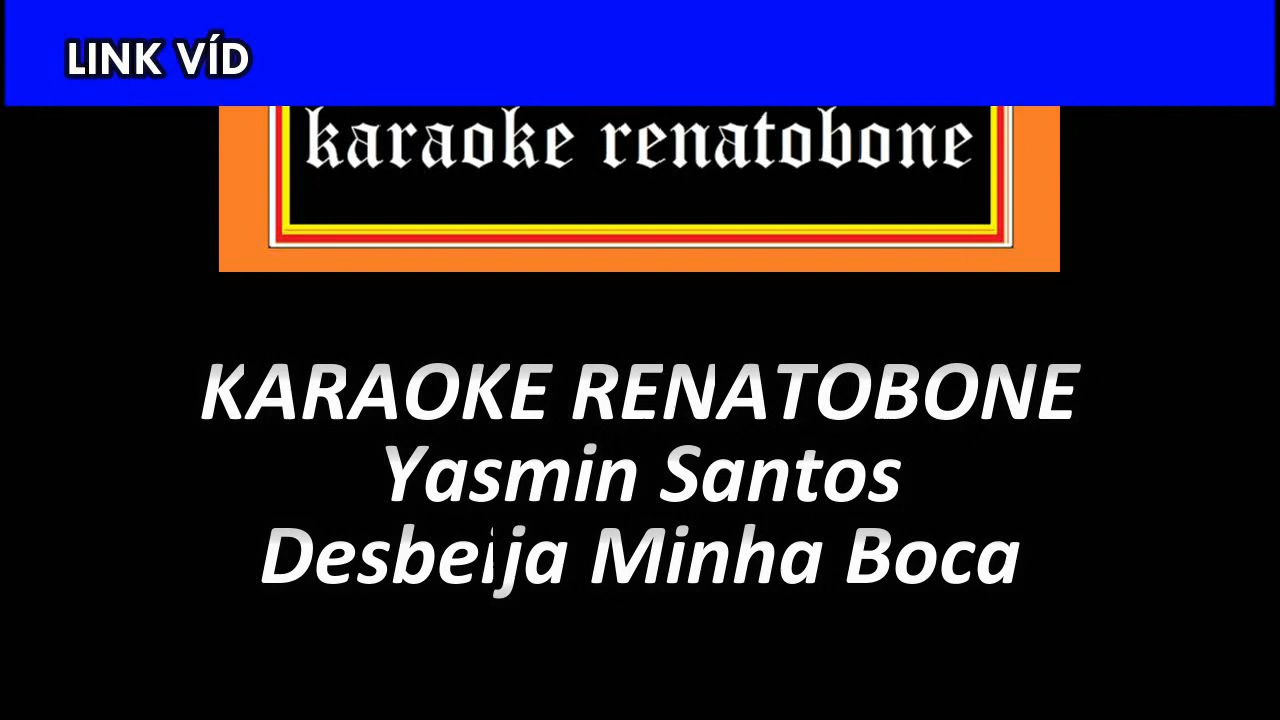 LINK VÍD
karaoke renatobone
KARAOKE RENATOBONE
Yasmin Santos
Desbeija Minha Boca